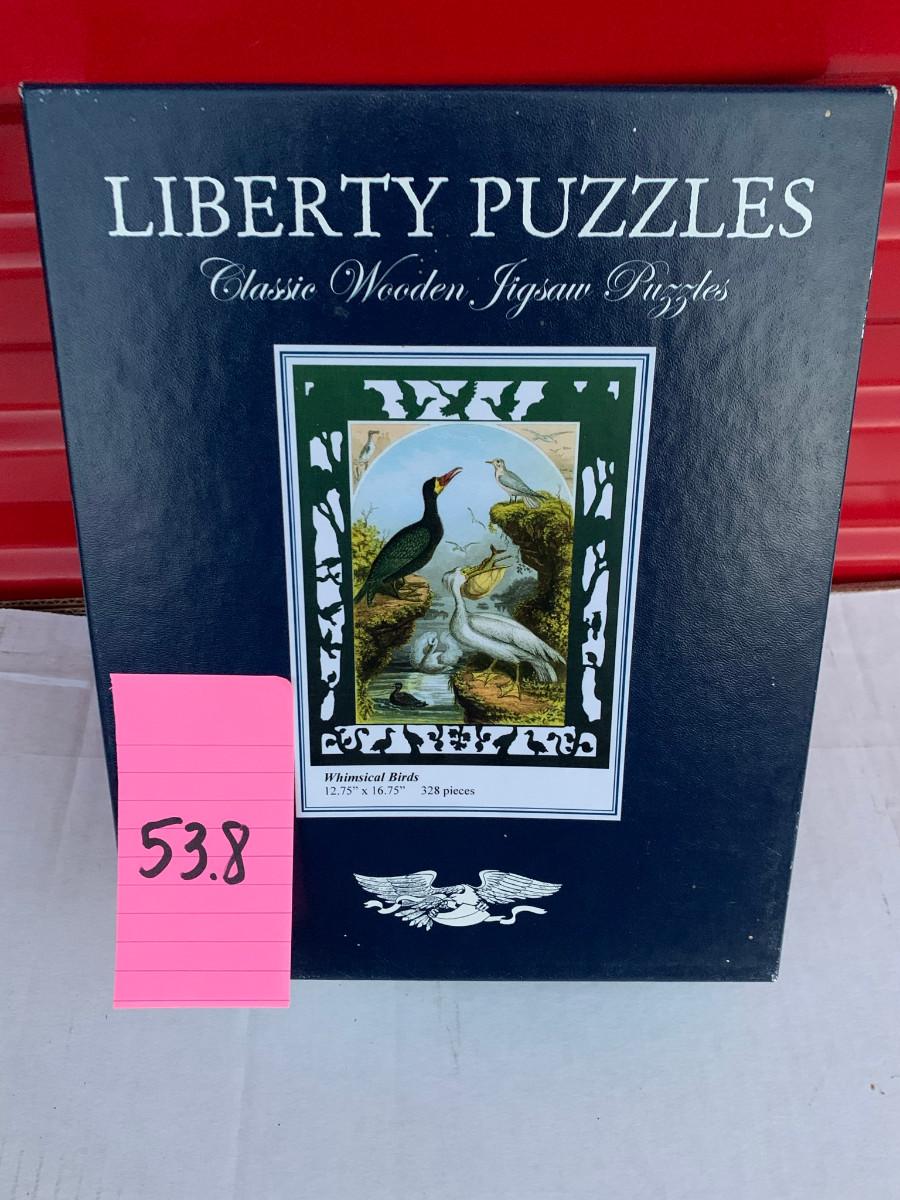 LIBERTY PUZZLES
Classic Wooden Jigsaw Puzzles
Whimsical Birds
12.75” x 16.75” 328 pieces
53.8